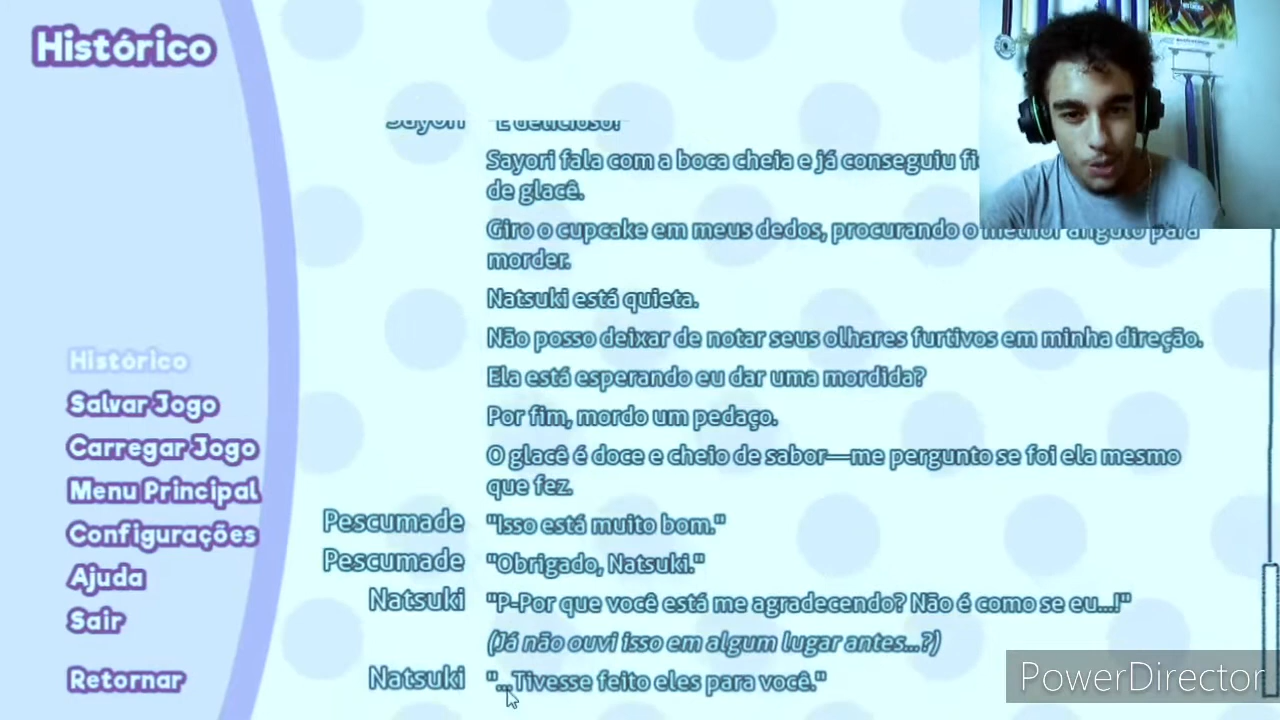 Histórico
Sayori "É delicioso!"
Sayori fala com a boca cheia e já conseguiu
de glacê.
Giro o cupcake em meus dedos, procurando o melhor ângulo para
morder.
Natsuki está quieta.
Não posso deixar de notar seus olhares furtivos em minha direção.
Ela está esperando eu dar uma mordida?
Por fim, mordo um pedaço.
O glacê é doce e cheio de sabor—me pergunto se foi ela mesmo
que fez.
Pescumade "Isso está muito bom."
Pescumade "Obrigado, Natsuki."
Natsuki "P-Por que você está me agradecendo? Não é como se eu...!"
(Já não ouvi isso em algum lugar antes...?)
Natsuki "...Tivesse feito eles para você."
Histórico
Salvar Jogo
Carregar Jogo
Menu Principal
Configurações
Ajuda
Sair
Retornar
PowerDirector